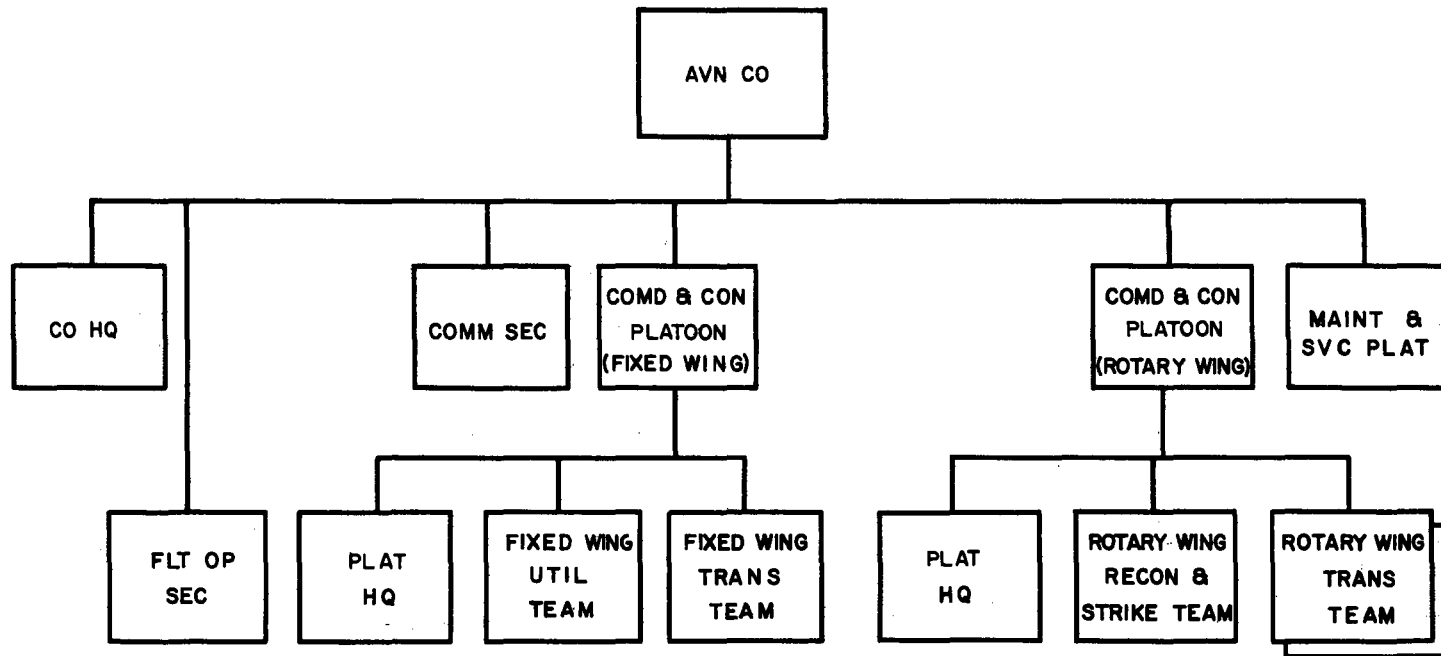 AVN CO
CO HQ
COMM SEC
COMD & CON
PLATOON
(FIXED WING)
COMD & CON
PLATOON
(ROTARY WING)
MAINT &
SVC PLAT
FLT OP
SEC
PLAT
HQ
FIXED WING
UTIL
TEAM
FIXED WING
TRANS
TEAM
PLAT
HQ
ROTARY WING
RECON &
STRIKE TEAM
ROTARY WING
TRANS
TEAM